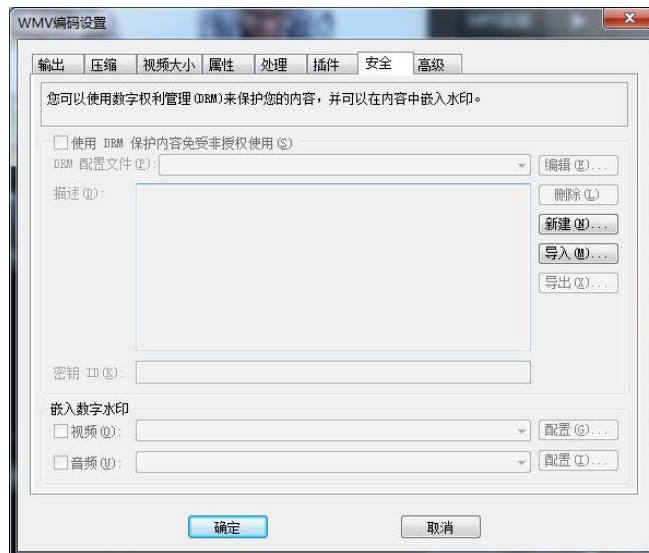 WMV编码设置
输出 压缩 视频大小 属性 处理 插件 安全 高级
您可以使用数字权利管理(DRM)来保护您的内容，并可以在内容中嵌入水印。
使用 DRM 保护内容免受非授权使用(S)
DRM 配置文件(P): 编辑(E)...
描述(D): 删除(L)
新建(N)...
导入(M)...
导出(X)...
密钥 ID(K):
嵌入数字水印
视频(O): 配置(G)...
音频(U): 配置(I)...
确定 取消